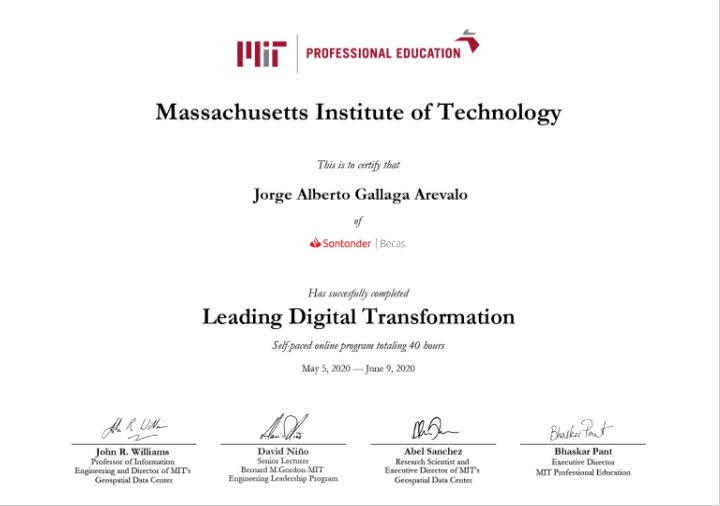 MIT PROFESSIONAL EDUCATION
Massachusetts Institute of Technology
This is to certify that
Jorge Alberto Gallaga Arevalo
of
Santander | Becas
Has succesfully completed
Leading Digital Transformation
Self-paced online program totaling 40 hours
May 5, 2020 — June 9, 2020
John R. Williams
Professor of Information
Engineering and Director of MIT's
Geospatial Data Center
David Niño
Senior Lecturer
Bernard M.Gordon-MIT
Engineering Leadership Program
Abel Sanchez
Research Scientist and
Executive Director of MIT's
Geospatial Data Center
Bhaskar Pant
Bhaskar Pant
Executive Director
MIT Professional Education